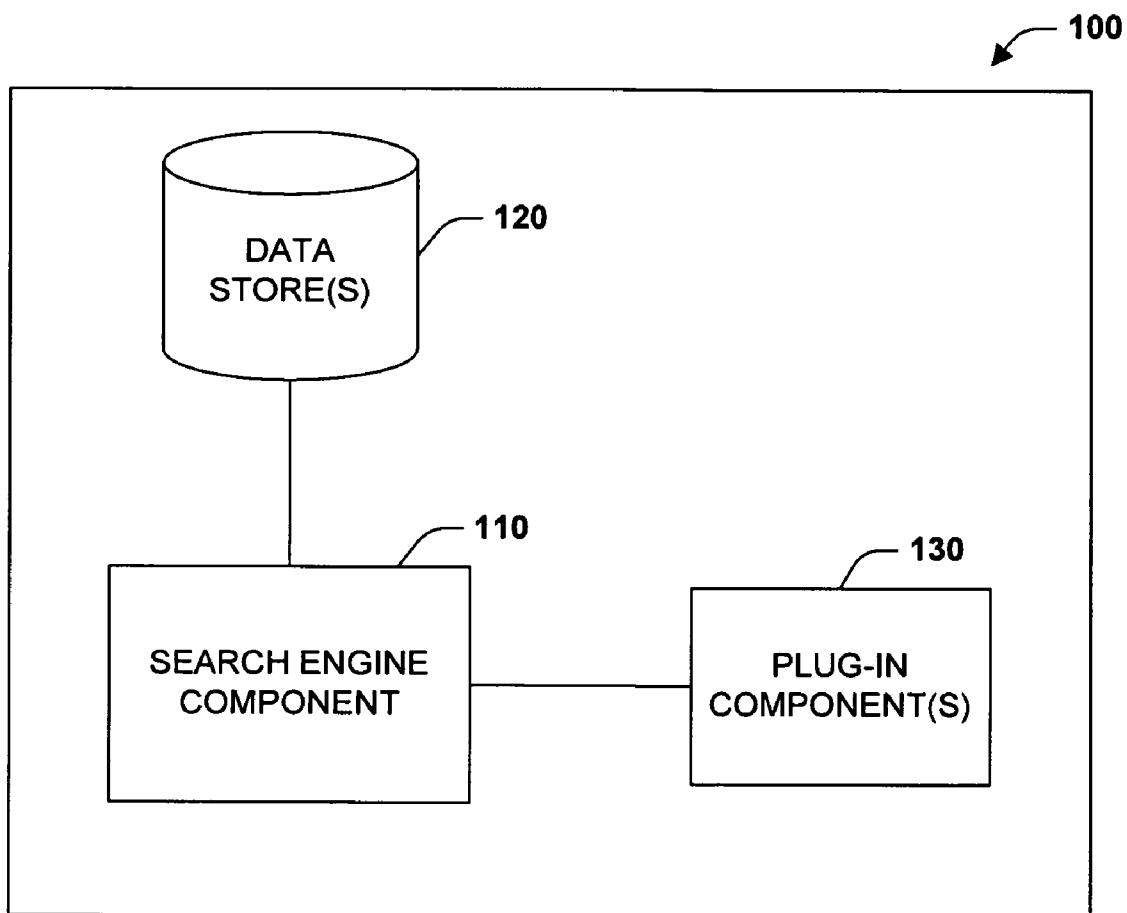 100
120
DATA
STORE(S)
110
130
SEARCH ENGINE
COMPONENT
PLUG-IN
COMPONENT(S)